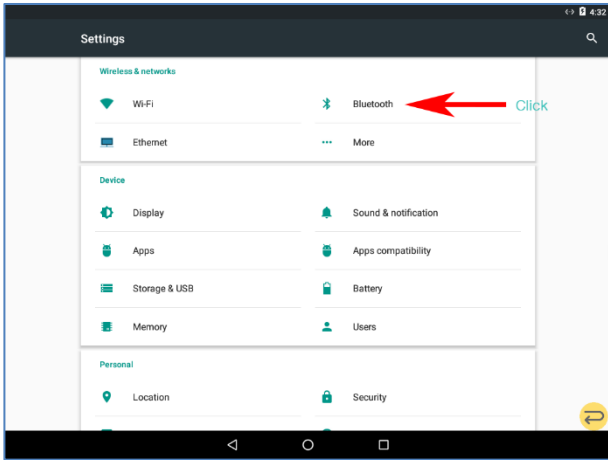 4:32
Settings
Wireless & networks
Wi-Fi
Bluetooth
Click
Ethernet
More
Device
Display
Sound & notification
Apps
Apps compatibility
Storage & USB
Battery
Memory
Users
Personal
Location
Security